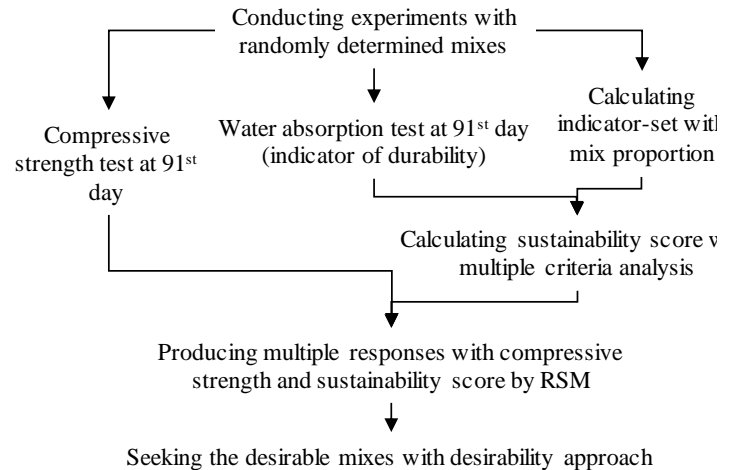 Conducting experiments with
randomly determined mixes
Compressive
strength test at 91st
day
Water absorption test at 91st day
(indicator of durability)
Calculating
indicator-set with
mix proportion
Calculating sustainability score
multiple criteria analysis
Producing multiple responses with compressive
strength and sustainability score by RSM
Seeking the desirable mixes with desirability approach